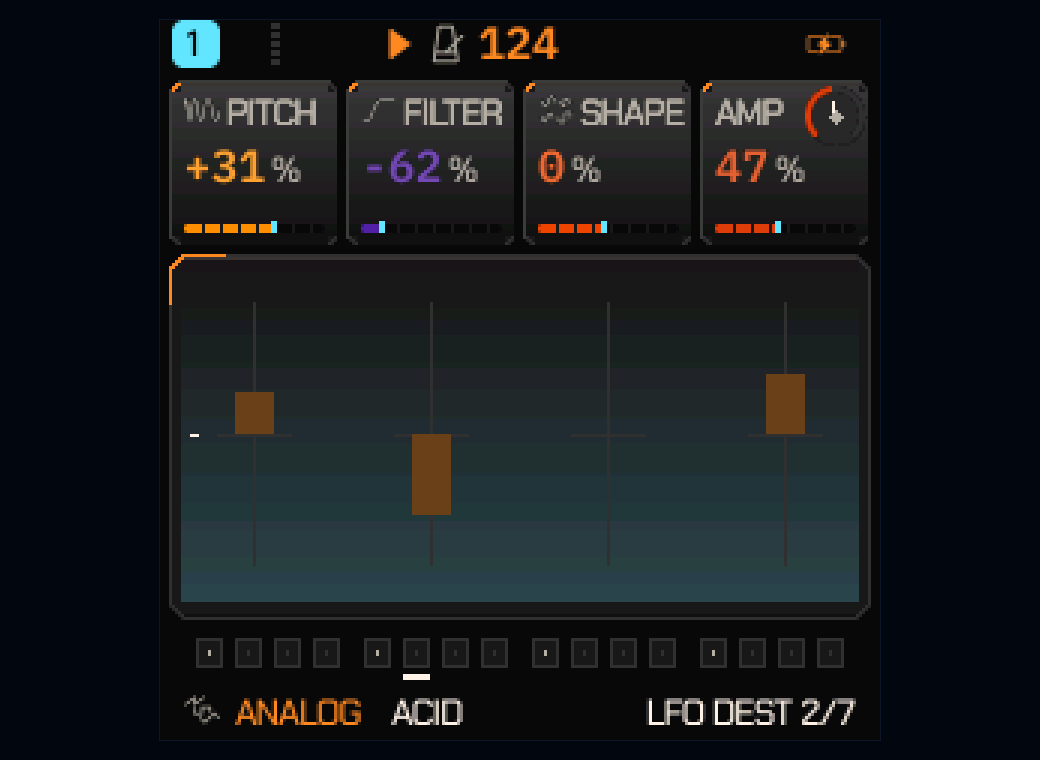 1 124
PITCH FILTER SHAPE AMP
+31 % -62 % 0 % 47 %
ANALOG ACID LFO DEST 2/7